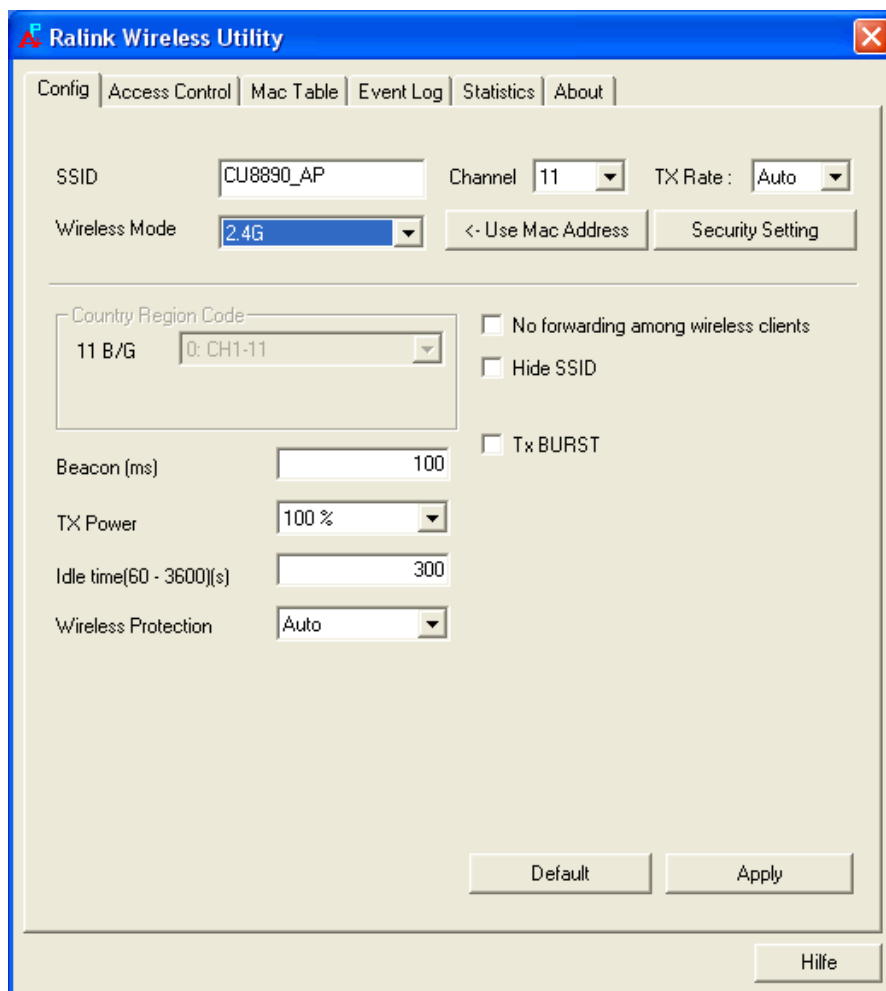 Ralink Wireless Utility
Config Access Control Mac Table Event Log Statistics About
SSID CU8890_AP Channel 11 TX Rate : Auto
Wireless Mode 2.4G <- Use Mac Address Security Setting
Country Region Code
11 B/G 0: CH1-11
No forwarding among wireless clients
Hide SSID
Tx BURST
Beacon (ms) 100
TX Power 100 %
Idle time(60 - 3600)(s) 300
Wireless Protection Auto
Default Apply
Hilfe